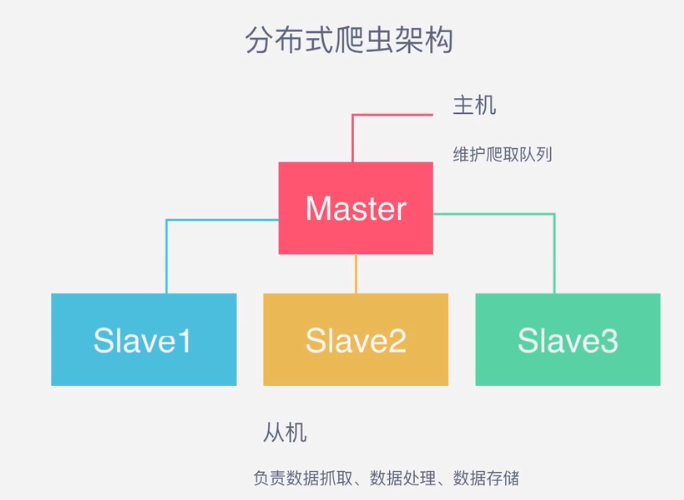 分布式爬虫架构
主机
维护爬取队列
Master
Slave1
Slave2
Slave3
从机
负责数据抓取、数据处理、数据存储